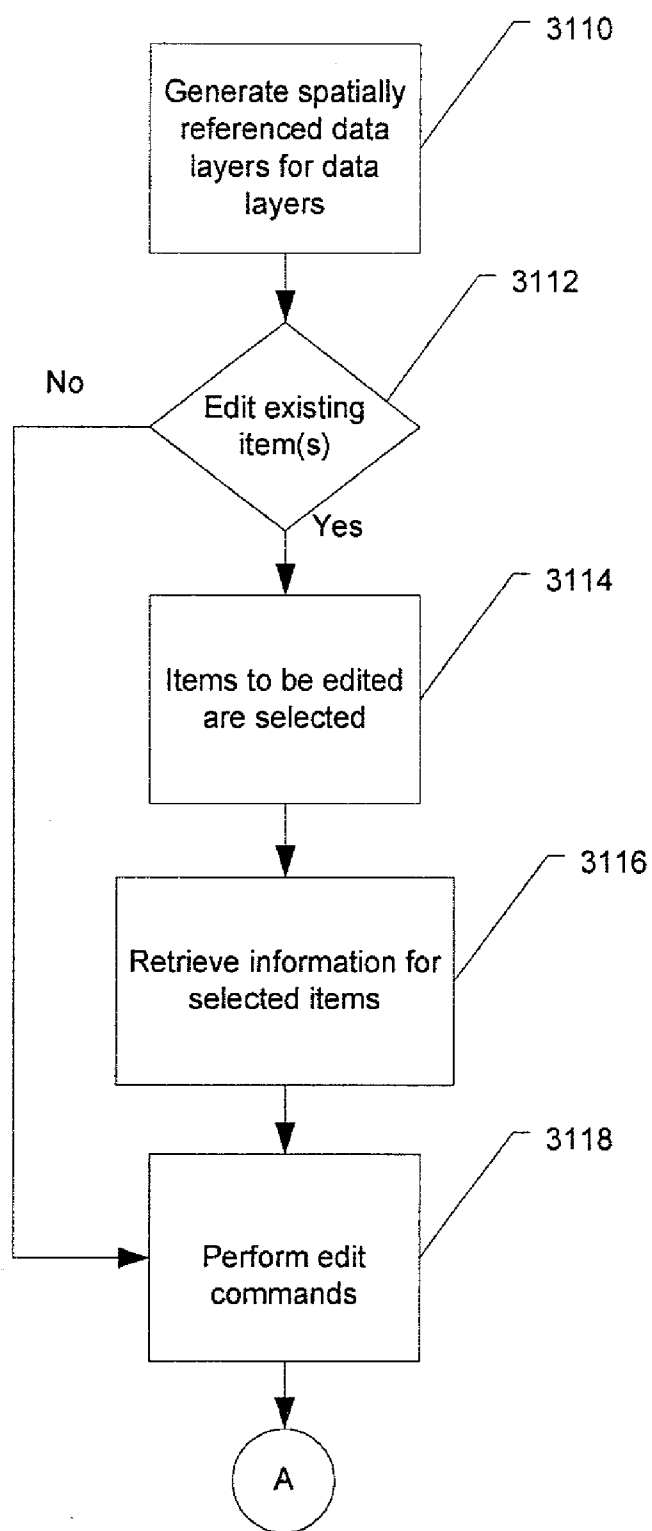 3110
Generate spatially
referenced data
layers for data
layers
3112
No
Edit existing
item(s)
Yes
3114
Items to be edited
are selected
3116
Retrieve information for
selected items
3118
Perform edit
commands
A